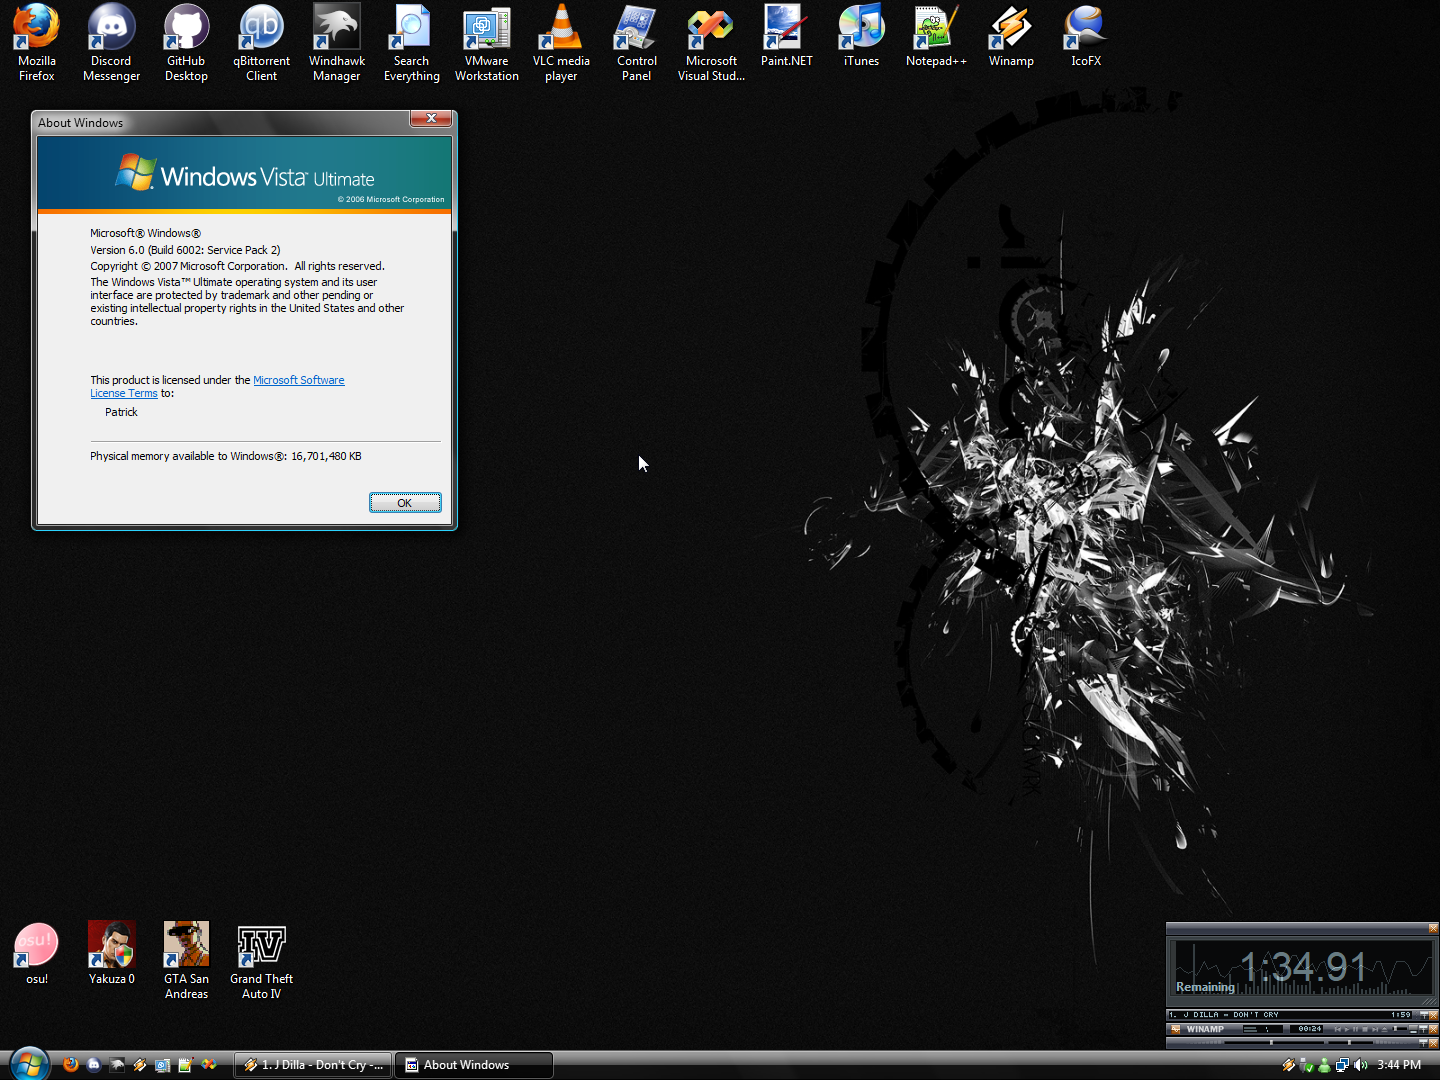 Mozilla Firefox
Discord Messenger
GitHub Desktop
qBittorrent Client
Windhawk Manager
Search Everything
VMware Workstation
VLC media player
Control Panel
Microsoft Visual Stud...
Paint.NET
iTunes
Notepad++
Winamp
IcoFX
About Windows
Windows Vista™ Ultimate
© 2006 Microsoft Corporation
Microsoft® Windows®
Version 6.0 (Build 6002: Service Pack 2)
Copyright © 2007 Microsoft Corporation. All rights reserved.
The Windows Vista™ Ultimate operating system and its user
interface are protected by trademark and other pending or
existing intellectual property rights in the United States and other
countries.
This product is licensed under the Microsoft Software
License Terms to:
Patrick
Physical memory available to Windows®: 16,701,480 KB
OK
osu!
osu!
Yakuza 0
GTA San Andreas
IV
Grand Theft Auto IV
1:34.91
Remaining
1. J DILLA - DON'T CRY 1:59
WINAMP 00:24
1. J Dilla - Don't Cry -...
About Windows
3:44 PM